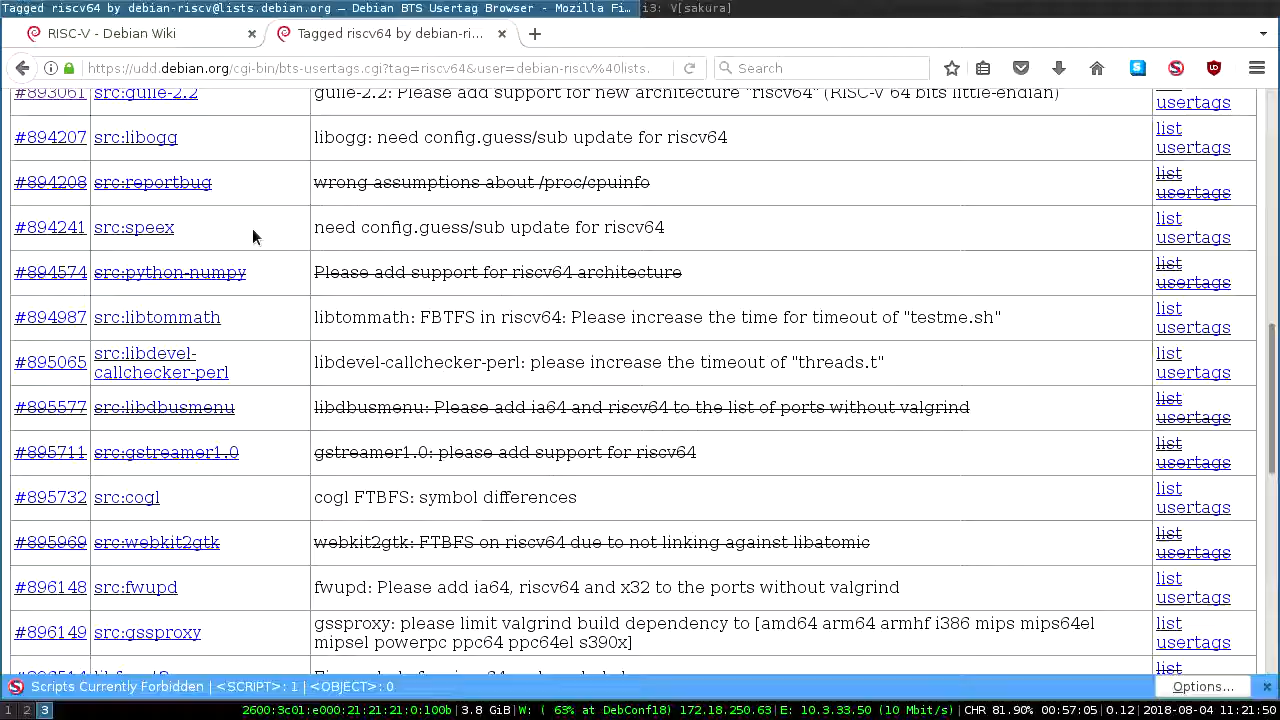 Tagged riscv64 by debian-riscv@lists.debian.org — Debian BTS Usertag Browser - Mozilla Fi... i3: V[sakura]
RISC-V - Debian Wiki Tagged riscv64 by debian-ri...
https://udd.debian.org/cgi-bin/bts-usertags.cgi?tag=riscv64&user=debian-riscv%40lists. Search
#893061 src:guile-2.2 guile-2.2: Please add support for new architecture "riscv64" (RISC-V 64 bits little-endian)
usertags
#894207 src:libogg libogg: need config.guess/sub update for riscv64 list
usertags
#894208 src:reportbug wrong assumptions about /proc/cpuinfo list
usertags
#894241 src:speex need config.guess/sub update for riscv64 list
usertags
#894574 src:python-numpy Please add support for riscv64 architecture list
usertags
#894987 src:libtommath libtommath: FBTFS in riscv64: Please increase the time for timeout of "testme.sh" list
usertags
#895065 src:libdevel-
callchecker-perl libdevel-callchecker-perl: please increase the timeout of "threads.t" list
usertags
#895577 src:libdbusmenu libdbusmenu: Please add ia64 and riscv64 to the list of ports without valgrind list
usertags
#895711 src:gstreamer1.0 gstreamer1.0: please add support for riscv64 list
usertags
#895732 src:cogl cogl FTBFS: symbol differences list
usertags
#895969 src:webkit2gtk webkit2gtk: FTBFS on riscv64 due to not linking against libatomic list
usertags
#896148 src:fwupd fwupd: Please add ia64, riscv64 and x32 to the ports without valgrind list
usertags
#896149 src:gssproxy gssproxy: please limit valgrind build dependency to [amd64 arm64 armhf i386 mips mips64el
mipsel powerpc ppc64 ppc64el s390x] list
usertags
list
Scripts Currently Forbidden | <SCRIPT>: 1 | <OBJECT>: 0 Options...
1 2 3 2600:3c01:e000:21:21:21:0:100b|3.8 GiB|W: ( 63% at DebConf18) 172.18.250.63|E: 10.3.33.50 (10 Mbit/s)|CHR 81.90% 00:57:05|0.12|2018-08-04 11:21:50